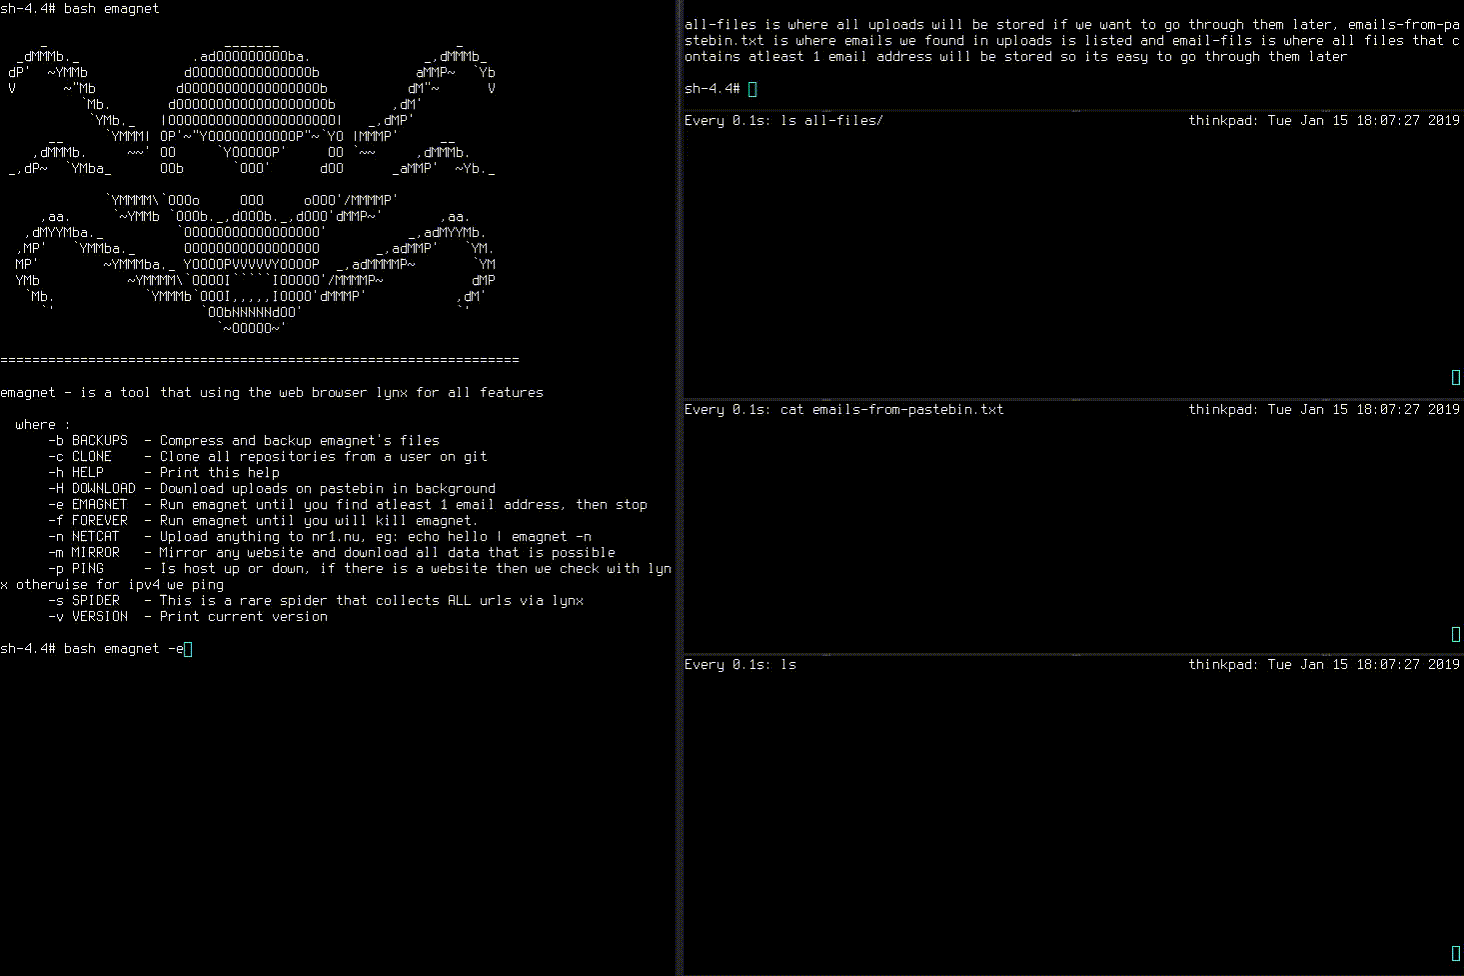 sh-4.4# bash emagnet
================================================================
emagnet - is a tool that using the web browser lynx for all features
where :
-b BACKUPS - Compress and backup emagnet's files
-c CLONE - Clone all repositories from a user on git
-h HELP - Print this help
-H DOWNLOAD - Download uploads on pastebin in background
-e EMAGNET - Run emagnet until you find atleast 1 email address, then stop
-f FOREVER - Run emagnet until you will kill emagnet.
-n NETCAT - Upload anything to nr1.nu, eg: echo hello | emagnet -n
-m MIRROR - Mirror any website and download all data that is possible
-p PING - Is host up or down, if there is a website then we check with lyn
x otherwise for ipv4 we ping
-s SPIDER - This is a rare spider that collects ALL urls via lynx
-v VERSION - Print current version
sh-4.4# bash emagnet -e
all-files is where all uploads will be stored if we want to go through them later, emails-from-pa
stebin.txt is where emails we found in uploads is listed and email-fils is where all files that c
ontains atleast 1 email address will be stored so its easy to go through them later
sh-4.4#
Every 0.1s: ls all-files/ thinkpad: Tue Jan 15 18:07:27 2019
Every 0.1s: cat emails-from-pastebin.txt thinkpad: Tue Jan 15 18:07:27 2019
Every 0.1s: ls thinkpad: Tue Jan 15 18:07:27 2019